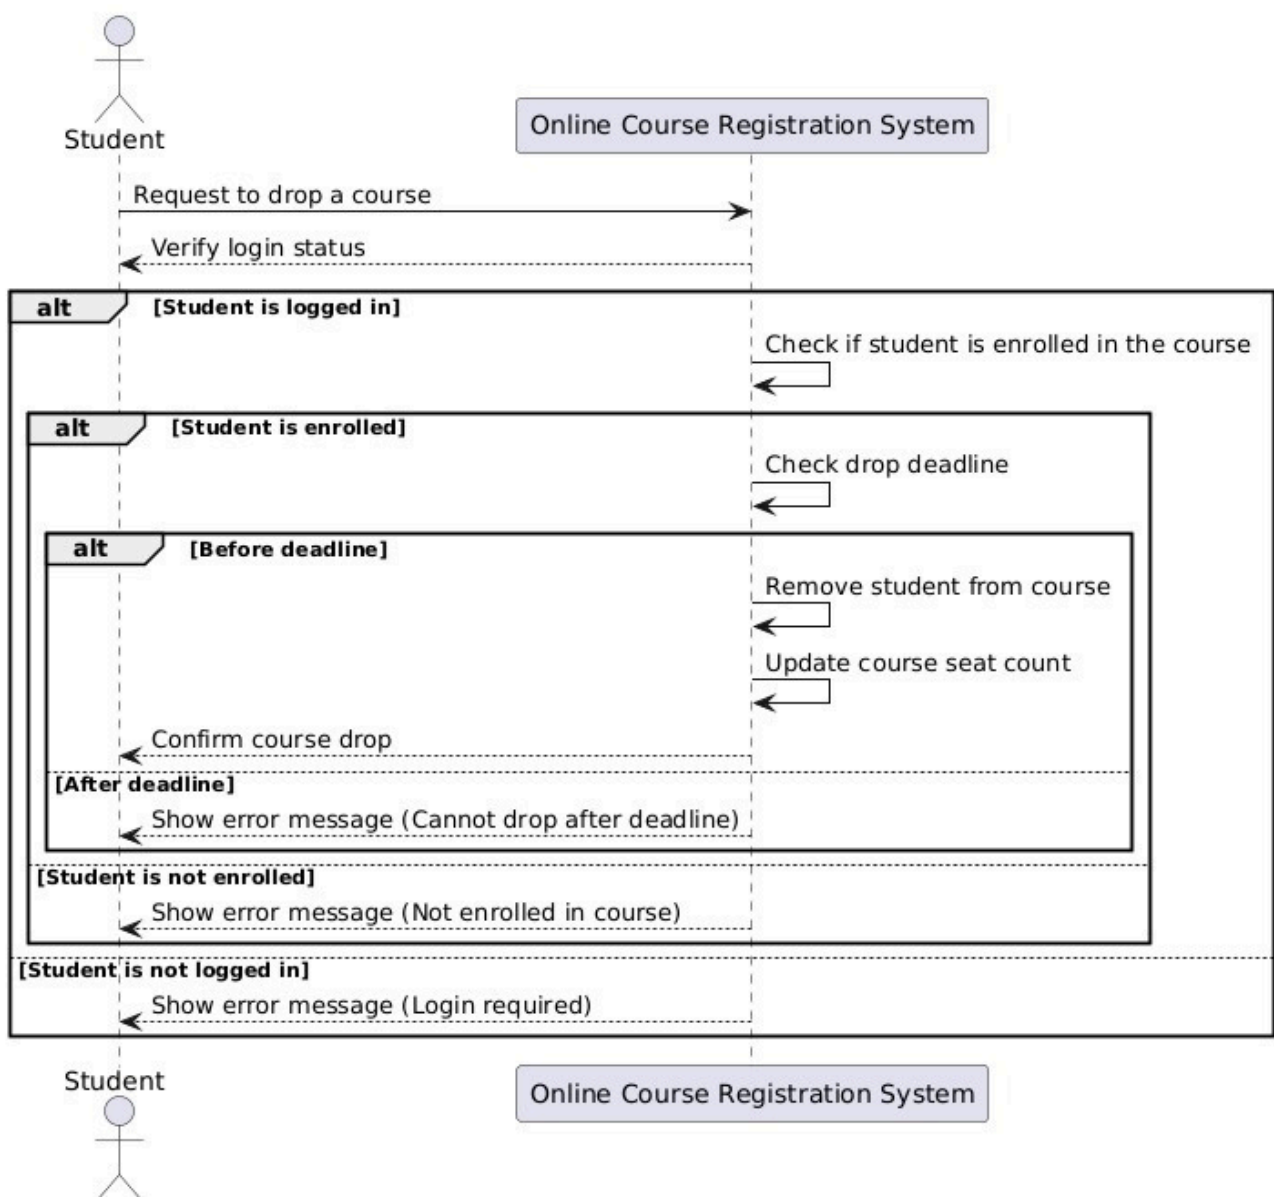 Student
Online Course Registration System
Request to drop a course
Verify login status
alt [Student is logged in]
Check if student is enrolled in the course
alt [Student is enrolled]
Check drop deadline
alt [Before deadline]
Remove student from course
Update course seat count
Confirm course drop
[After deadline]
Show error message (Cannot drop after deadline)
[Student is not enrolled]
Show error message (Not enrolled in course)
[Student is not logged in]
Show error message (Login required)
Student
Online Course Registration System